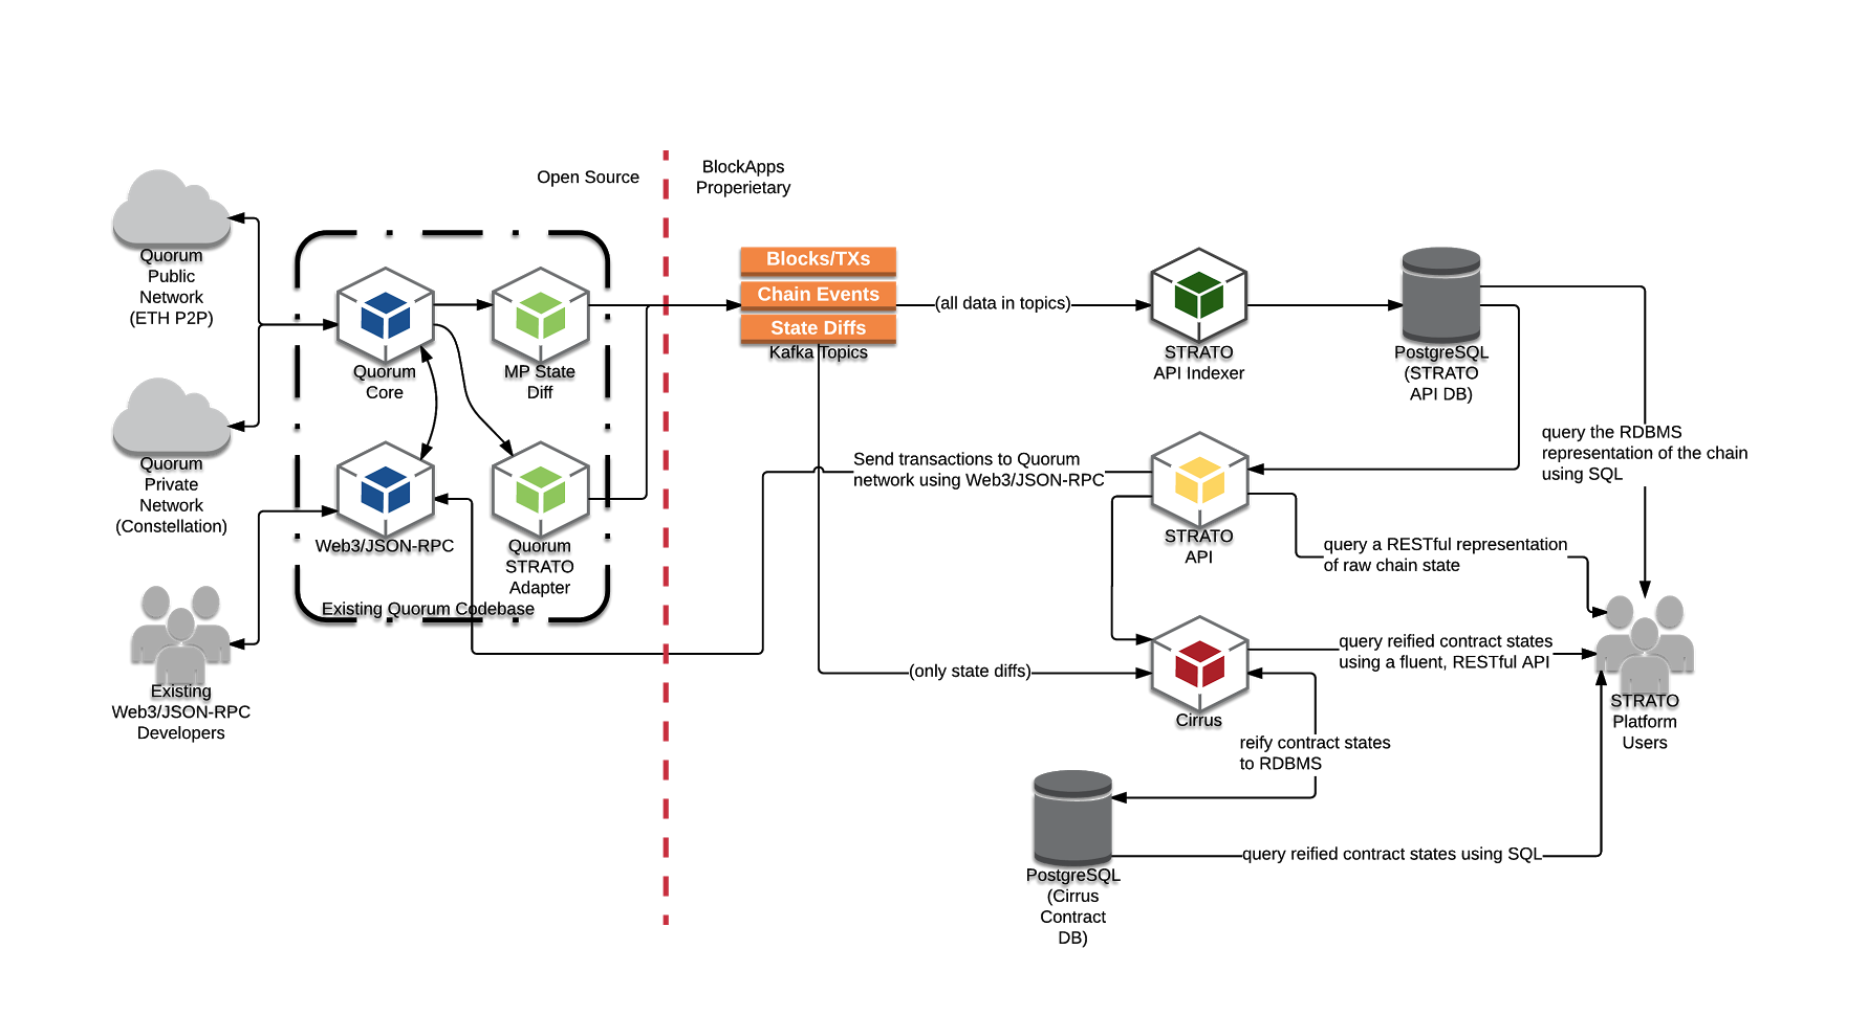 Open Source
BlockApps
Properietary
Quorum
Public
Network
(ETH P2P)
Quorum
Private
Network
(Constellation)
Existing
Web3/JSON-RPC
Developers
Quorum
Core
MP State
Diff
Web3/JSON-RPC
Quorum
STRATO
Adapter
Existing Quorum Codebase
Blocks/TXs
Chain Events
State Diffs
Kafka Topics
(all data in topics)
STRATO
API Indexer
PostgreSQL
(STRATO
API DB)
query the RDBMS
representation of the chain
using SQL
Send transactions to Quorum
network using Web3/JSON-RPC
STRATO
API
query a RESTful representation
of raw chain state
query reified contract states
using a fluent, RESTful API
(only state diffs)
Cirrus
STRATO
Platform
Users
reify contract states
to RDBMS
PostgreSQL
(Cirrus
Contract
DB)
query reified contract states using SQL